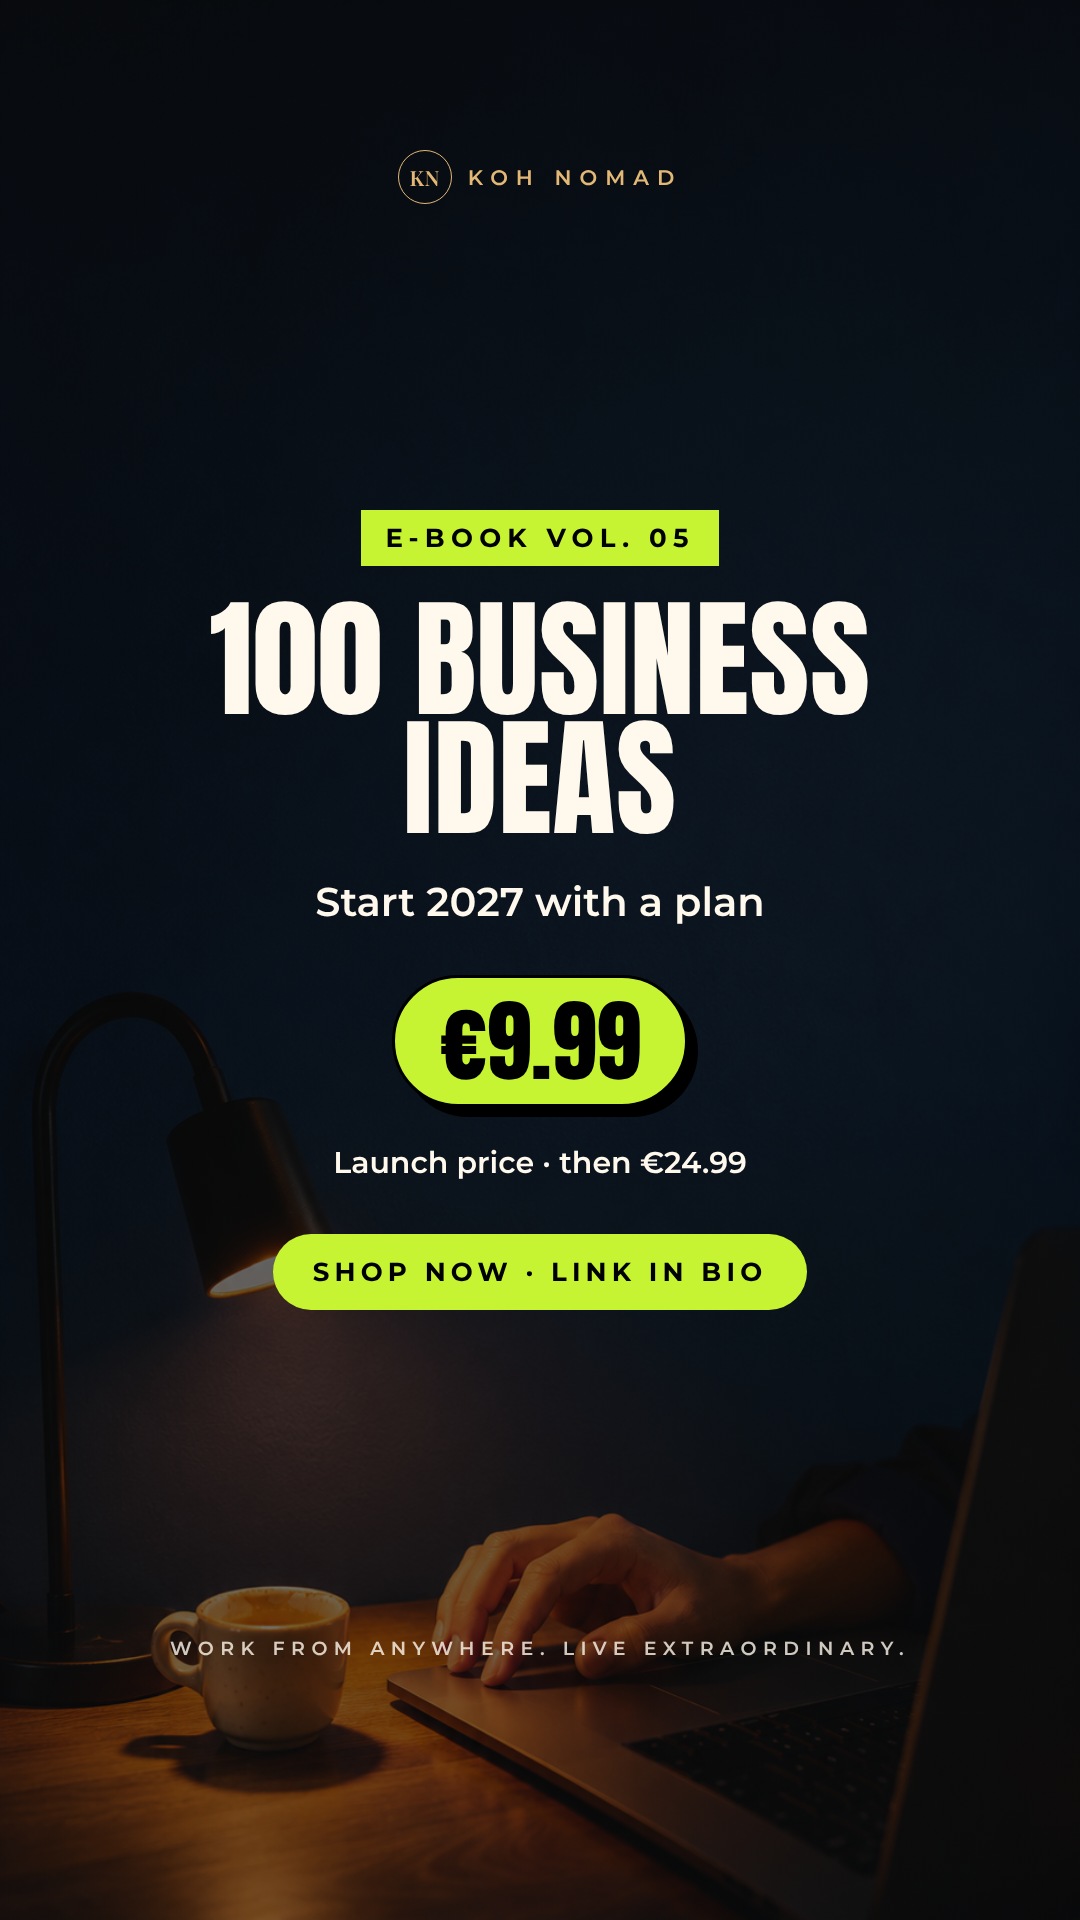 KN KOH NOMAD
E-BOOK VOL. 05
100 BUSINESS
IDEAS
Start 2027 with a plan
€9.99
Launch price · then €24.99
SHOP NOW · LINK IN BIO
WORK FROM ANYWHERE. LIVE EXTRAORDINARY.